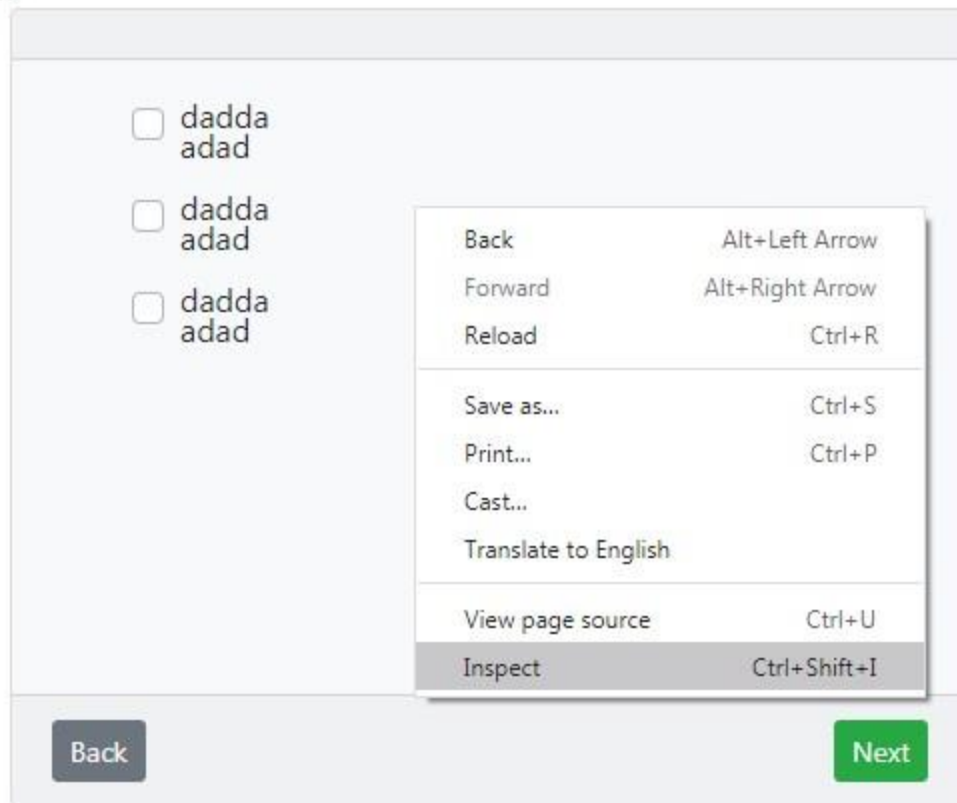 dadda
adad
dadda
adad
dadda
adad
Back Alt+Left Arrow
Forward Alt+Right Arrow
Reload Ctrl+R
Save as... Ctrl+S
Print... Ctrl+P
Cast...
Translate to English
View page source Ctrl+U
Inspect Ctrl+Shift+I
Back Next